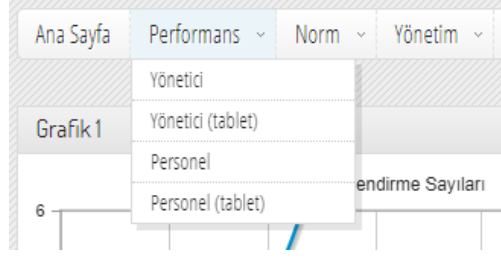 Ana Sayfa Performans Norm Yönetim
Yönetici
Yönetici (tablet)
Personel
Personel (tablet)
Grafik 1
endirme Sayıları
6